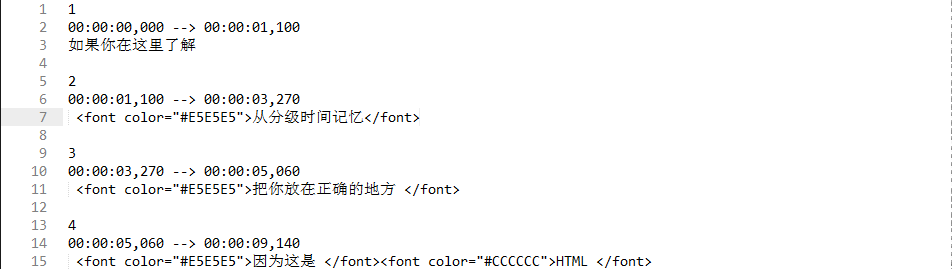 1 1
2 00:00:00,000 --> 00:00:01,100
3 如果你在这里了解
4
5 2
6 00:00:01,100 --> 00:00:03,270
7 <font color="#E5E5E5">从分级时间记忆</font>
8
9 3
10 00:00:03,270 --> 00:00:05,060
11 <font color="#E5E5E5">把你放在正确的地方 </font>
12
13 4
14 00:00:05,060 --> 00:00:09,140
15 <font color="#E5E5E5">因为这是 </font><font color="#CCCCCC">HTML </font>